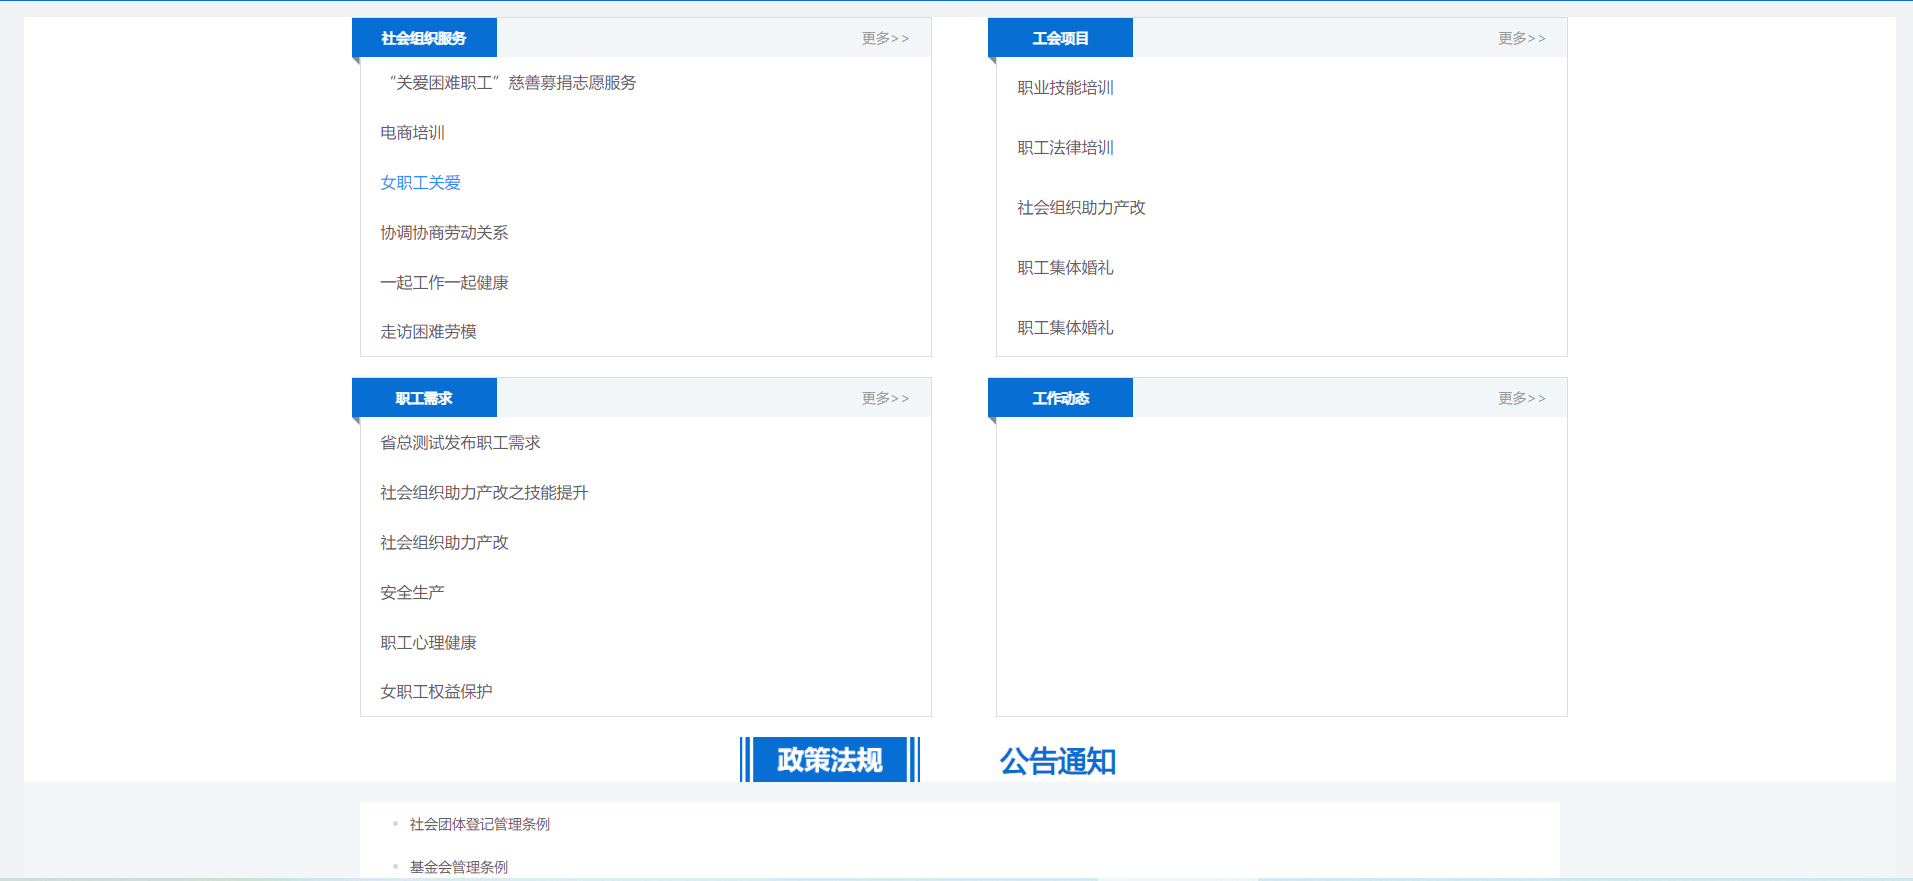 社会组织服务 更多>>
“关爱困难职工”慈善募捐志愿服务
电商培训
女职工关爱
协调协商劳动关系
一起工作一起健康
走访困难劳模
工会项目 更多>>
职业技能培训
职工法律培训
社会组织助力产改
职工集体婚礼
职工集体婚礼
职工需求 更多>>
省总测试发布职工需求
社会组织助力产改之技能提升
社会组织助力产改
安全生产
职工心理健康
女职工权益保护
工作动态 更多>>
政策法规 公告通知
社会团体登记管理条例
基金会管理条例